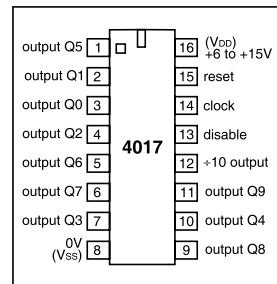 output Q5 1 16 (VDD)
+6 to +15V
output Q1 2 15 reset
output Q0 3 14 clock
output Q2 4 13 disable
4017
output Q6 5 12 ÷10 output
output Q7 6 11 output Q9
output Q3 7 10 output Q4
0V
(VSS) 8 9 output Q8